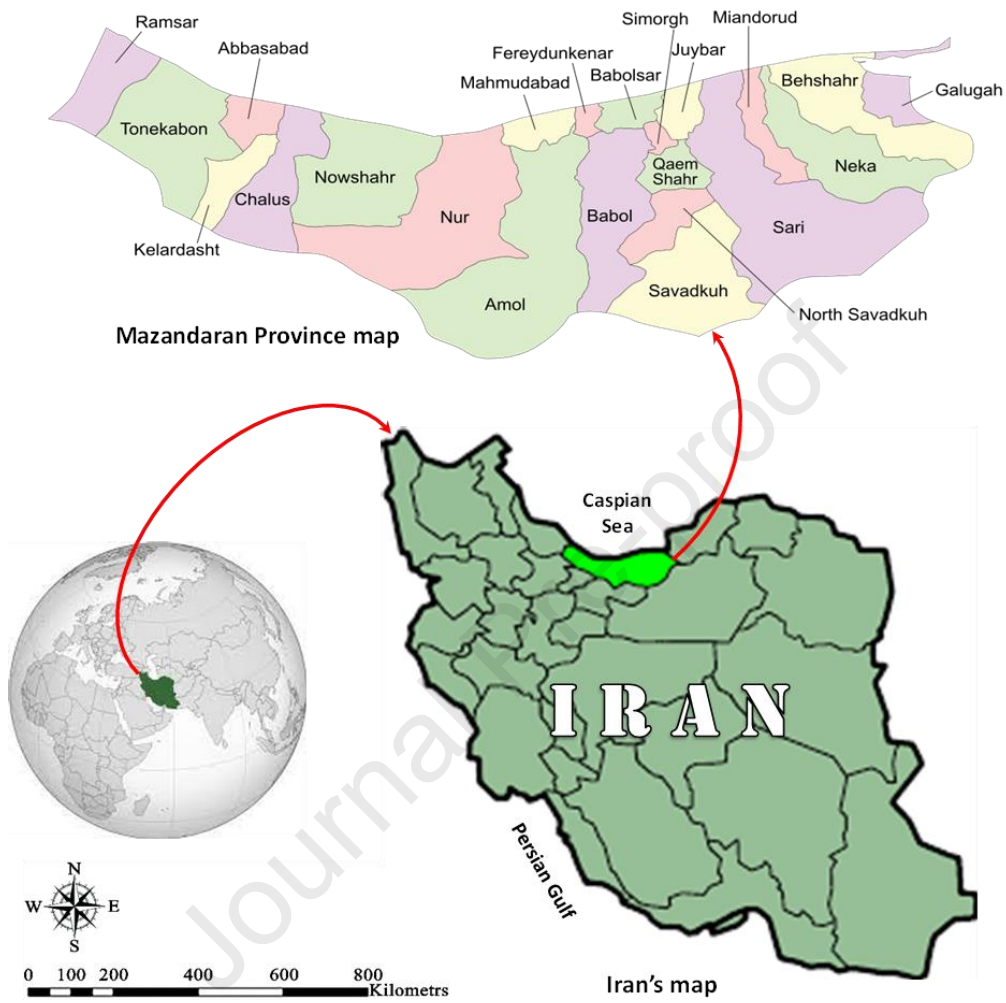 Ramsar
Abbasabad
Simorgh
Miandorud
Fereydunkenar
Juybar
Mahmudabad
Babolsar
Behshahr
Galugah
Tonekabon
Nowshahr
Chalus
Qaem
Shahr
Neka
Nur
Babol
Sari
Kelardasht
Amol
Savadkuh
North Savadkuh
Mazandaran Province map
Caspian
Sea
IRAN
Persian Gulf
Journal Pre-proof
N
W
E
S
0 100 200 400 600 800
Kilometrs
Iran's map